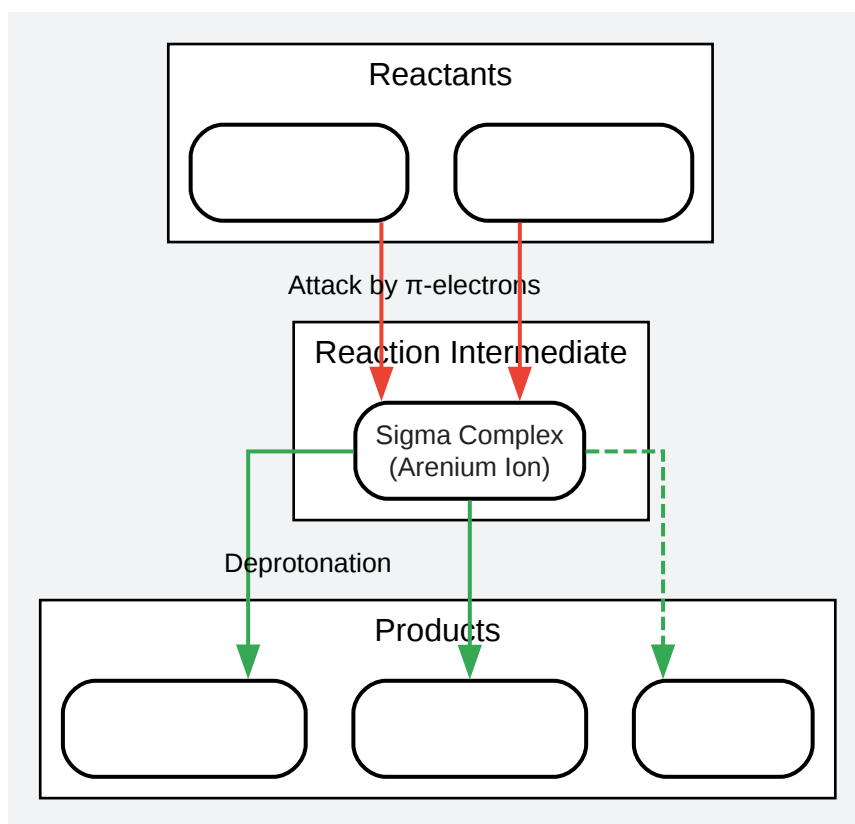 Reactants
Attack by π-electrons
Reaction Intermediate
Sigma Complex
(Arenium Ion)
Deprotonation
Products